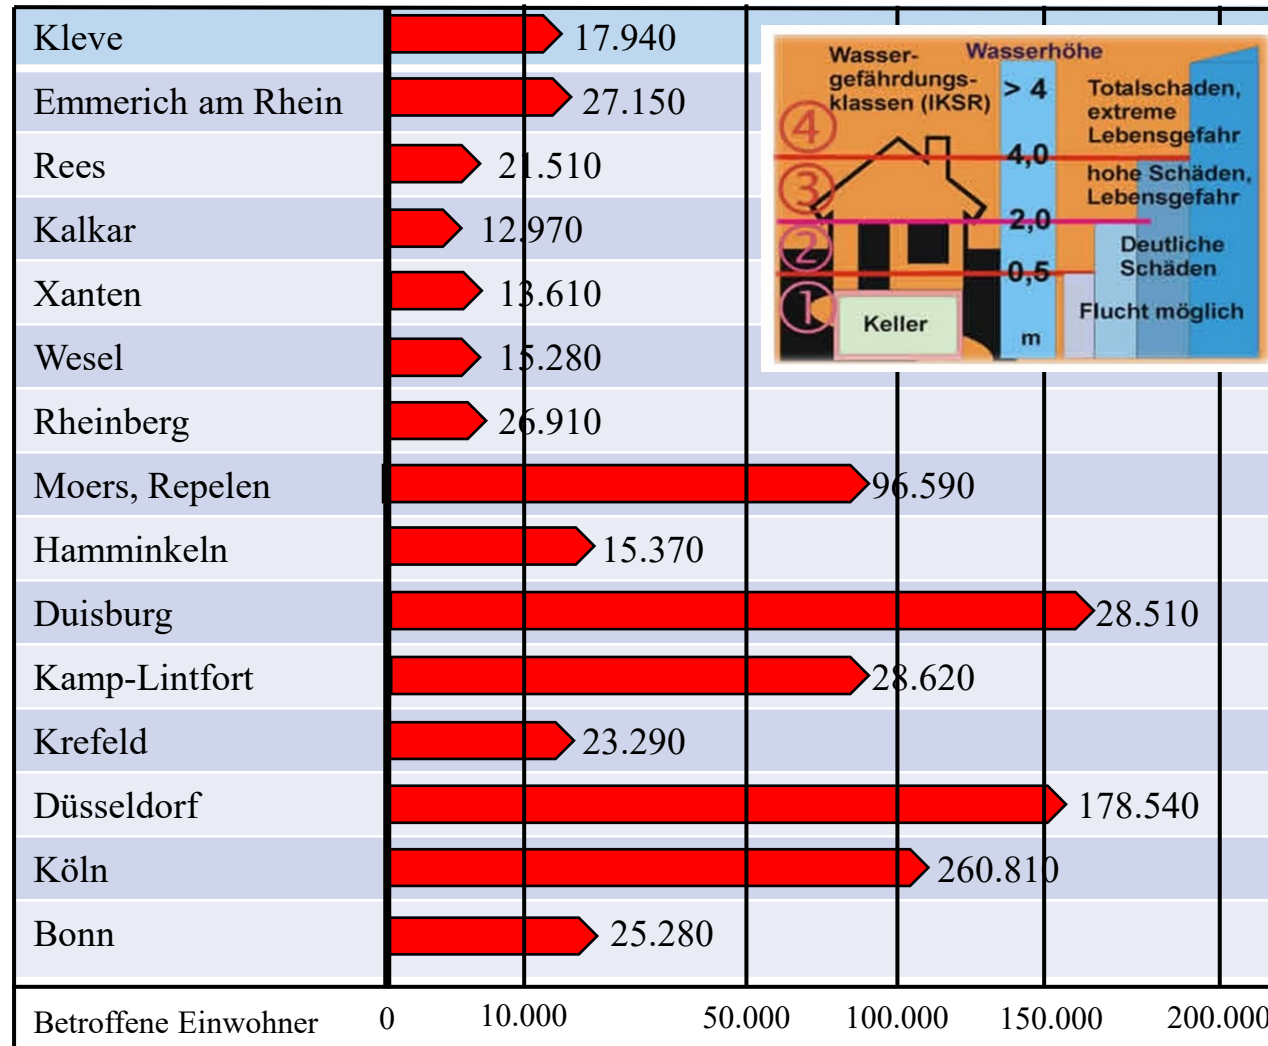 Kleve 17.940
Emmerich am Rhein 27.150
Rees 21.510
Kalkar 12.970
Xanten 13.610
Wesel 15.280
Rheinberg 26.910
Moers, Repelen 96.590
Hamminkeln 15.370
Duisburg 28.510
Kamp-Lintfort 28.620
Krefeld 23.290
Düsseldorf 178.540
Köln 260.810
Bonn 25.280
Betroffene Einwohner 0 10.000 50.000 100.000 150.000 200.000
Wasser-
gefährdungs-
klassen (IKSR)
Wasserhöhe
> 4
Totalschaden,
extreme
Lebensgefahr
④
4,0
hohe Schäden,
Lebensgefahr
③
2,0
②
Deutliche
Schäden
0,5
①
Keller
Flucht möglich
m